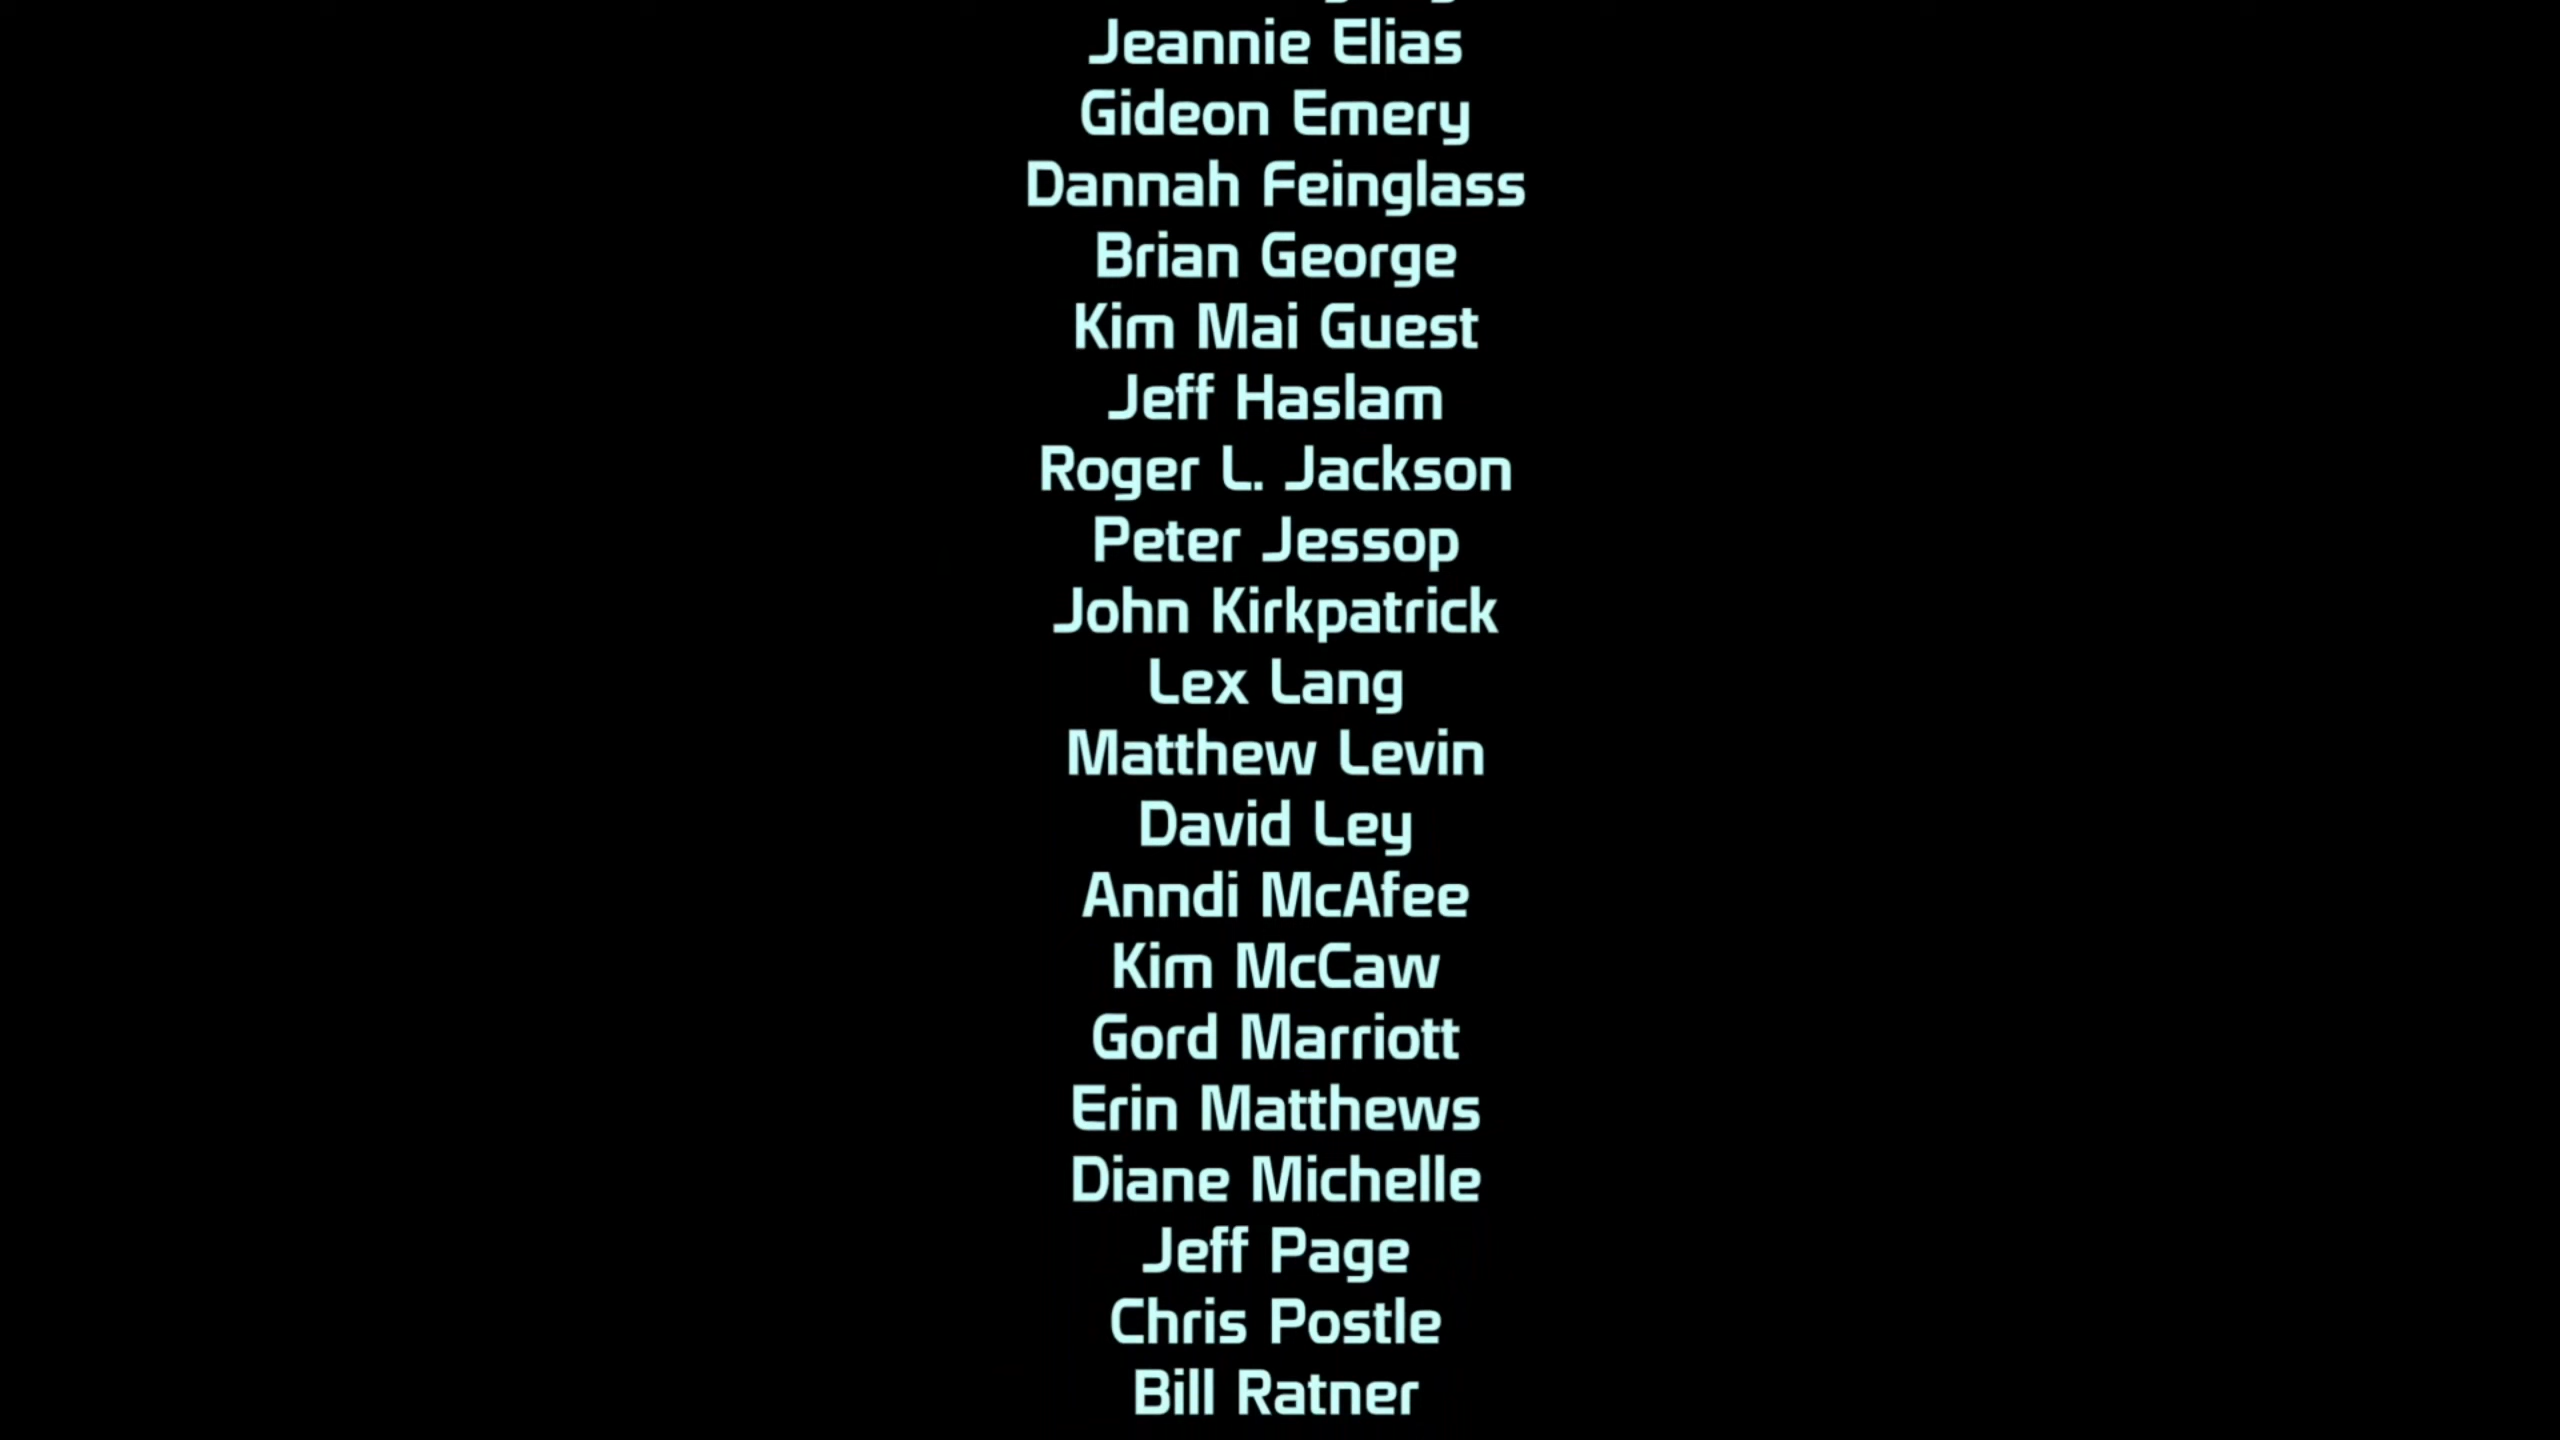 Jeannie Elias
Gideon Emery
Dannah Feinglass
Brian George
Kim Mai Guest
Jeff Haslam
Roger L. Jackson
Peter Jessop
John Kirkpatrick
Lex Lang
Matthew Levin
David Ley
Anndi McAfee
Kim McCaw
Gord Marriott
Erin Matthews
Diane Michelle
Jeff Page
Chris Postle
Bill Ratner